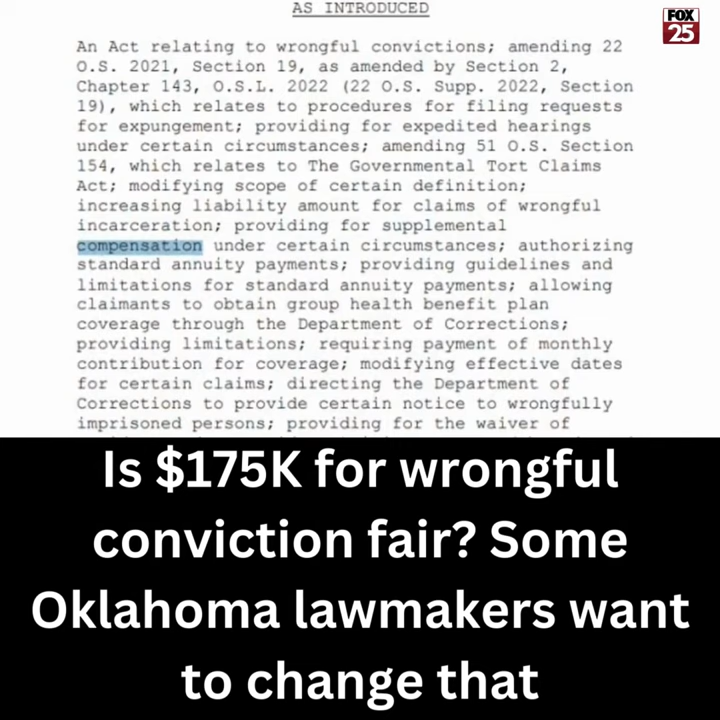 AS INTRODUCED
FOX
25
An Act relating to wrongful convictions; amending 22
O.S. 2021, Section 19, as amended by Section 2,
Chapter 143, O.S.L. 2022 (22 O.S. Supp. 2022, Section
19), which relates to procedures for filing requests
for expungement; providing for expedited hearings
under certain circumstances; amending 51 O.S. Section
154, which relates to The Governmental Tort Claims
Act; modifying scope of certain definition;
increasing liability amount for claims of wrongful
incarceration; providing for supplemental
compensation under certain circumstances; authorizing
standard annuity payments; providing guidelines and
limitations for standard annuity payments; allowing
claimants to obtain group health benefit plan
coverage through the Department of Corrections;
providing limitations; requiring payment of monthly
contribution for coverage; modifying effective dates
for certain claims; directing the Department of
Corrections to provide certain notice to wrongfully
imprisoned persons; providing for the waiver of
Is $175K for wrongful
conviction fair? Some
Oklahoma lawmakers want
to change that